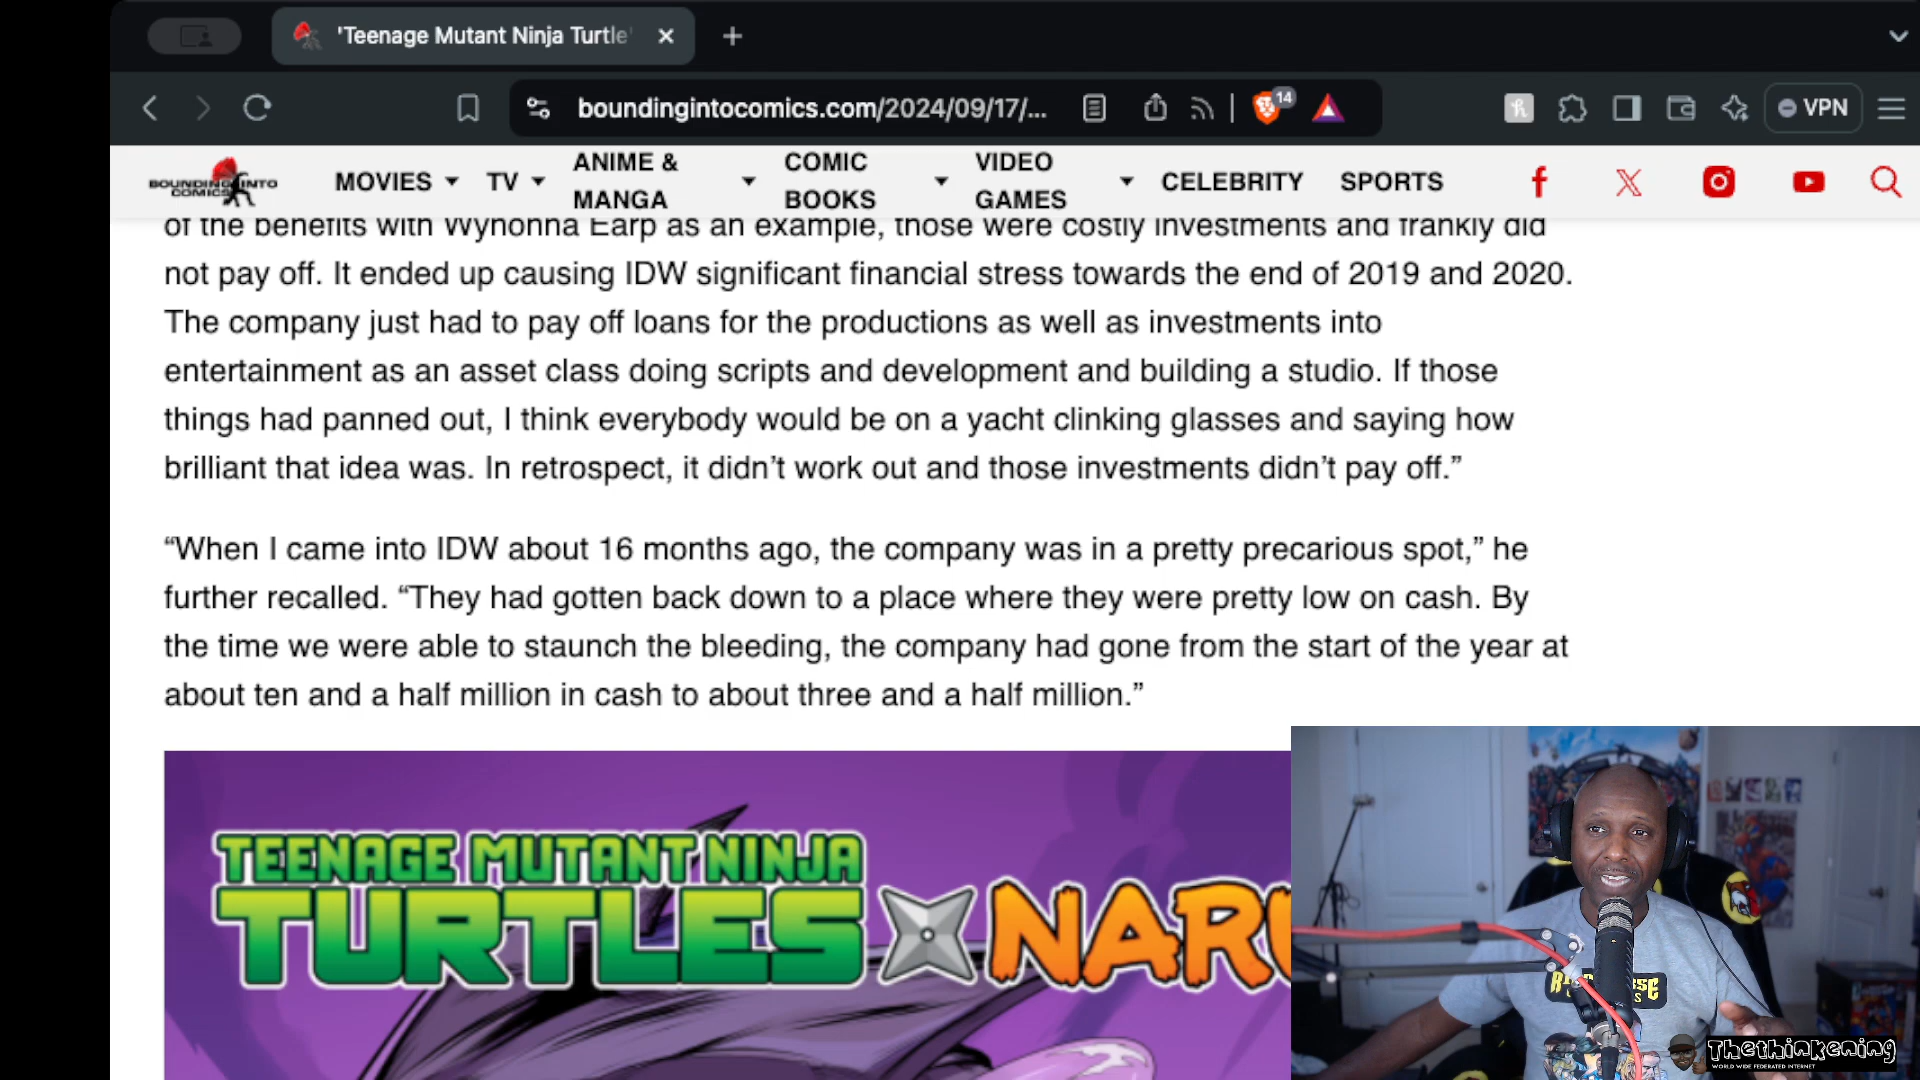 'Teenage Mutant Ninja Turtle'
boundingintocomics.com/2024/09/17/...
14
VPN
BOUNDING INTO COMICS
MOVIES
TV
ANIME & MANGA
COMIC BOOKS
VIDEO GAMES
CELEBRITY
SPORTS
of the benefits with Wynonna Earp as an example, those were costly investments and frankly did
not pay off. It ended up causing IDW significant financial stress towards the end of 2019 and 2020.
The company just had to pay off loans for the productions as well as investments into
entertainment as an asset class doing scripts and development and building a studio. If those
things had panned out, I think everybody would be on a yacht clinking glasses and saying how
brilliant that idea was. In retrospect, it didn’t work out and those investments didn’t pay off.”
“When I came into IDW about 16 months ago, the company was in a pretty precarious spot,” he
further recalled. “They had gotten back down to a place where they were pretty low on cash. By
the time we were able to staunch the bleeding, the company had gone from the start of the year at
about ten and a half million in cash to about three and a half million.”
TEENAGE MUTANT NINJA
TURTLES
NARU
Thethinkening
WORLD WIDE FEDERATED INTERNET